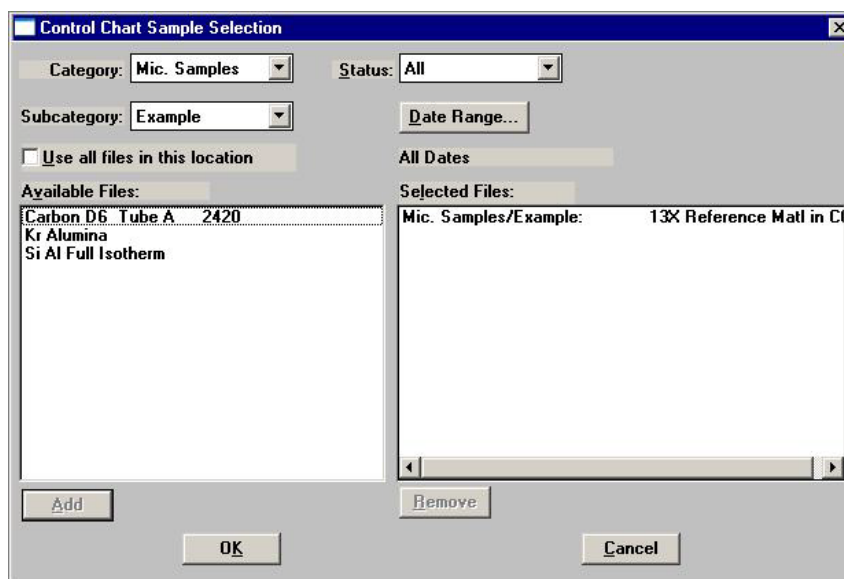 Control Chart Sample Selection
Category: Mic. Samples Status: All
Subcategory: Example Date Range...
Use all files in this location All Dates
Available Files: Selected Files:
Carbon D6 Tube A 2420 Mic. Samples/Example: 13X Reference Matl in
Kr Alumina
Si Al Full Isotherm
Add Remove
OK Cancel